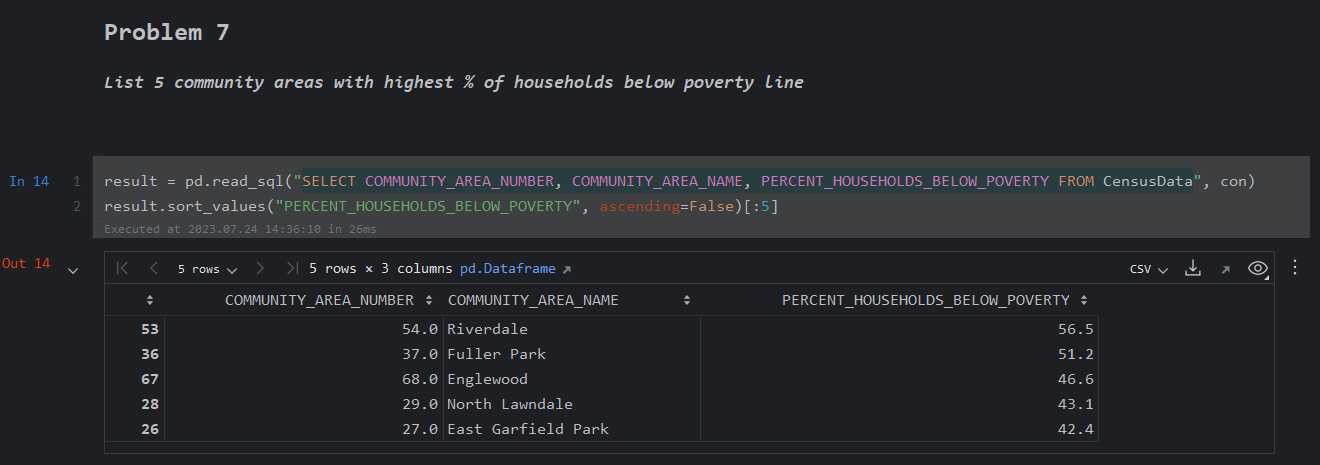 Problem 7
List 5 community areas with highest % of households below poverty line
In 14 1 result = pd.read_sql("SELECT COMMUNITY_AREA_NUMBER, COMMUNITY_AREA_NAME, PERCENT_HOUSEHOLDS_BELOW_POVERTY FROM CensusData", con)
2 result.sort_values("PERCENT_HOUSEHOLDS_BELOW_POVERTY", ascending=False)[:5]
Executed at 2023.07.24 14:36:10 in 26ms
Out 14 5 rows 5 rows × 3 columns pd.Dataframe CSV
COMMUNITY_AREA_NUMBER COMMUNITY_AREA_NAME PERCENT_HOUSEHOLDS_BELOW_POVERTY
53 54.0 Riverdale 56.5
36 37.0 Fuller Park 51.2
67 68.0 Englewood 46.6
28 29.0 North Lawndale 43.1
26 27.0 East Garfield Park 42.4